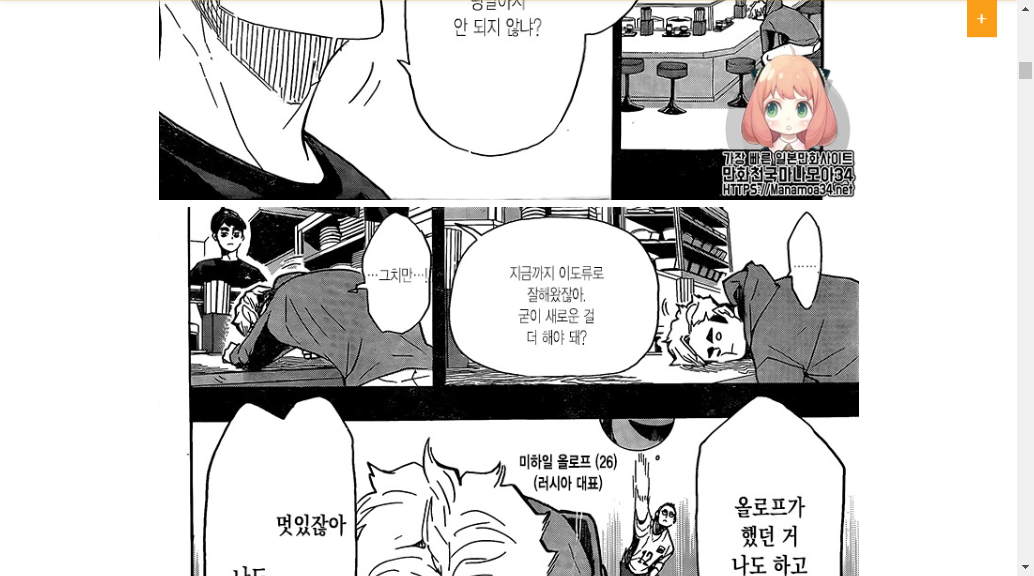 안 되지 않냐?
+
가장 빠른 일본만화사이트
만화천국마나모아34
HTTPS://Manamoa34.net
.......
지금까지 이도류로
잘해왔잖아.
굳이 새로운 걸
더 해야 돼?
…그치만…!
미하일 올로프 (26)
(러시아 대표)
올로프가
했던 거
나도 하고
멋있잖아
12